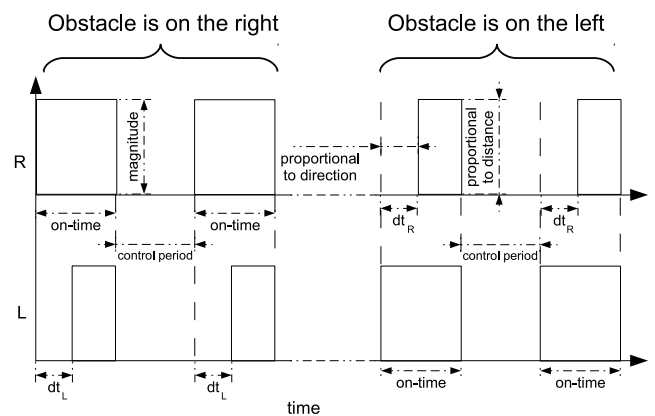 Obstacle is on the right
Obstacle is on the left
R
magnitude
proportional
to direction
proportional
to distance
on-time
on-time
dt R
dt R
control period
control period
L
dt L
dt L
on-time
on-time
time